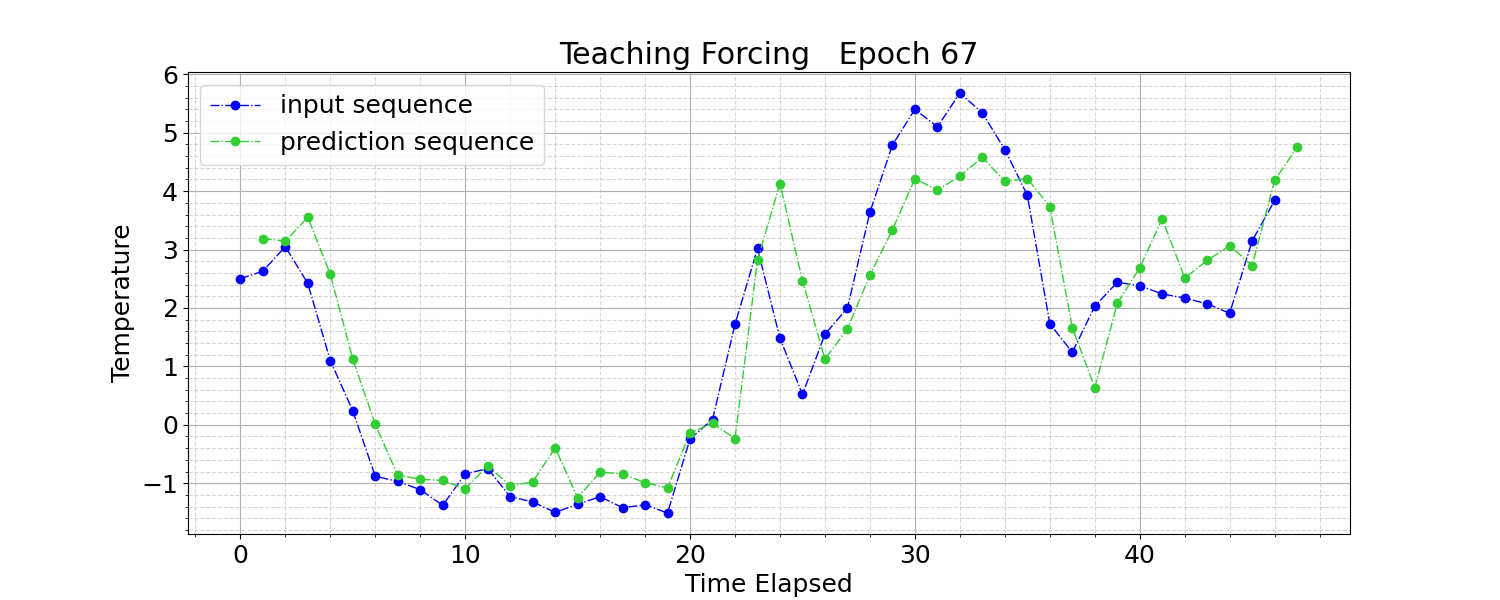 Teaching Forcing   Epoch 67
input sequence
prediction sequence
Temperature
6
5
4
3
2
1
0
−1
0 10 20 30 40
Time Elapsed